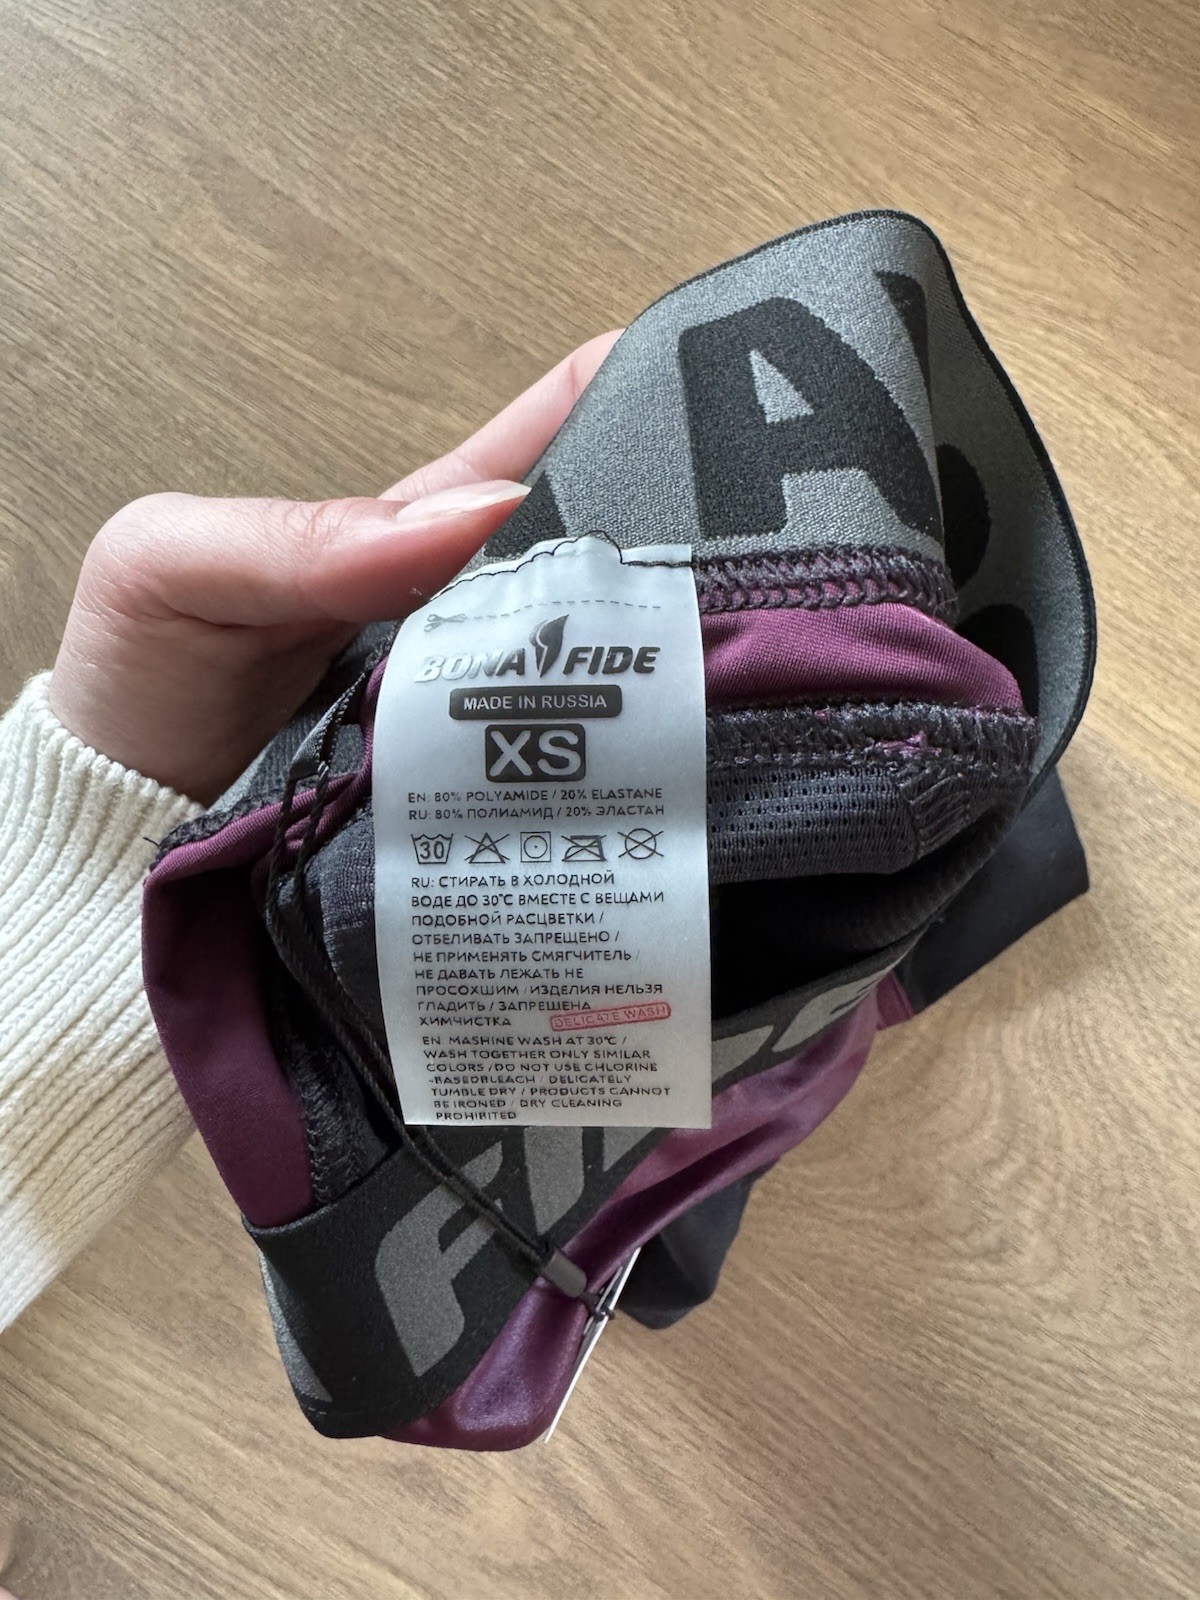 A
BONA FIDE
MADE IN RUSSIA
XS
EN: 80% POLYAMIDE / 20% ELASTANE
RU: 80% ПОЛИАМИД / 20% ЭЛАСТАН
30
RU: СТИРАТЬ В ХОЛОДНОЙ
ВОДЕ ДО 30°C ВМЕСТЕ С ВЕЩАМИ
ПОДОБНОЙ РАСЦВЕТКИ /
ОТБЕЛИВАТЬ ЗАПРЕЩЕНО /
НЕ ПРИМЕНЯТЬ СМЯГЧИТЕЛЬ /
НЕ ДАВАТЬ ЛЕЖАТЬ НЕ
ПРОСОХШИМ / ИЗДЕЛИЯ НЕЛЬЗЯ
ГЛАДИТЬ / ЗАПРЕЩЕНА
ХИМЧИСТКА
DELICATE WASH
EN: MASHINE WASH AT 30°C /
WASH TOGETHER ONLY SIMILAR
COLORS / DO NOT USE CHLORINE
-BASEDBLEACH / DELICATELY
TUMBLE DRY / PRODUCTS CANNOT
BE IRONED / DRY CLEANING
PROHIBITED
FI